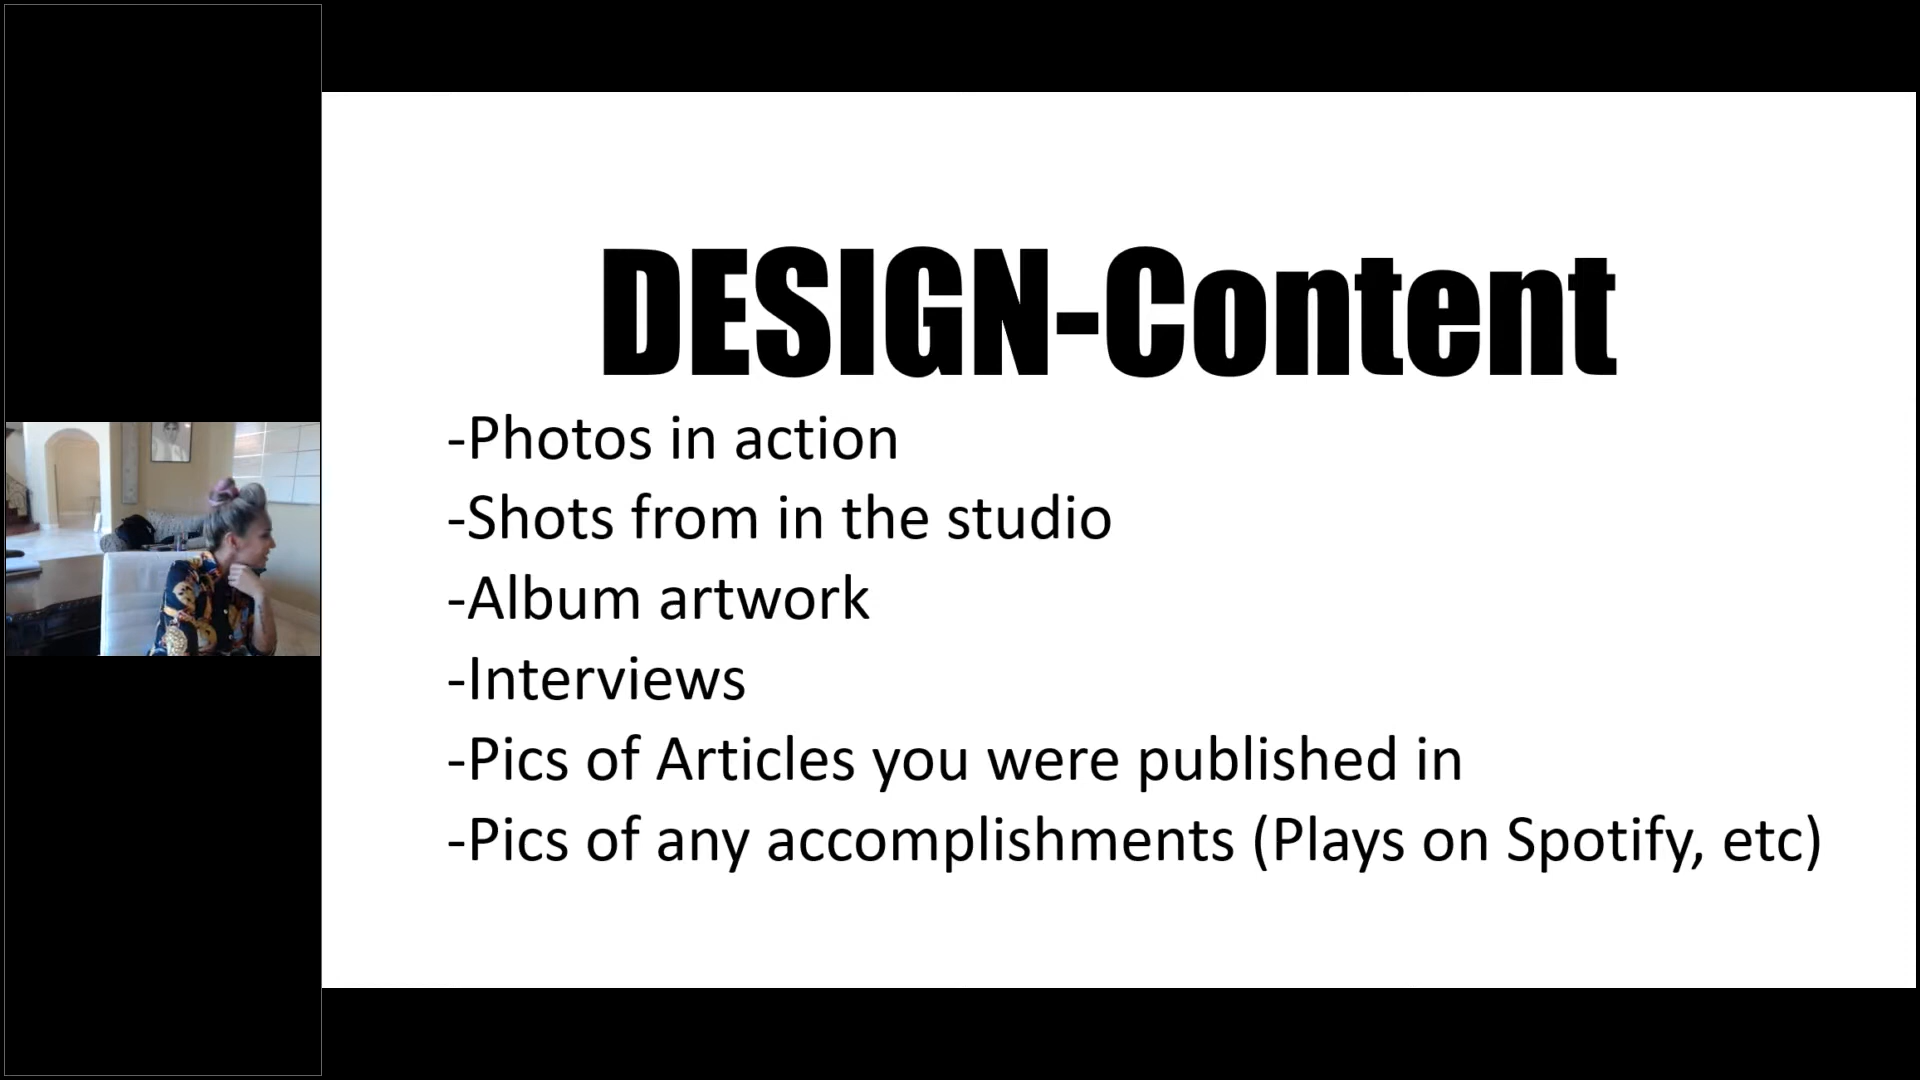 DESIGN-Content
-Photos in action
-Shots from in the studio
-Album artwork
-Interviews
-Pics of Articles you were published in
-Pics of any accomplishments (Plays on Spotify, etc)